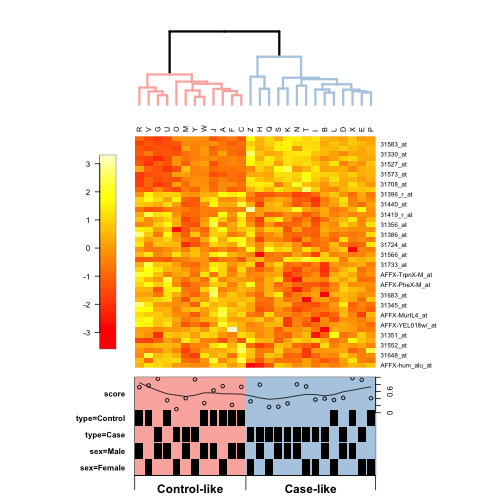 R V G U O M Y W J A F C Z H Q S K N T I B L D X E P
31583_at
31330_at
31527_at
31573_at
31708_at
31396_r_at
31440_at
31419_r_at
31356_at
31386_at
31724_at
31566_at
31733_at
AFFX-TrpnX-M_at
AFFX-PheX-M_at
31683_at
31345_at
AFFX-MurIL4_at
AFFX-YEL018w/_at
31351_at
31552_at
31648_at
AFFX-hum_alu_at
3
2
1
0
-1
-2
-3
score
0.6
0
type=Control
type=Case
sex=Male
sex=Female
Control-like
Case-like